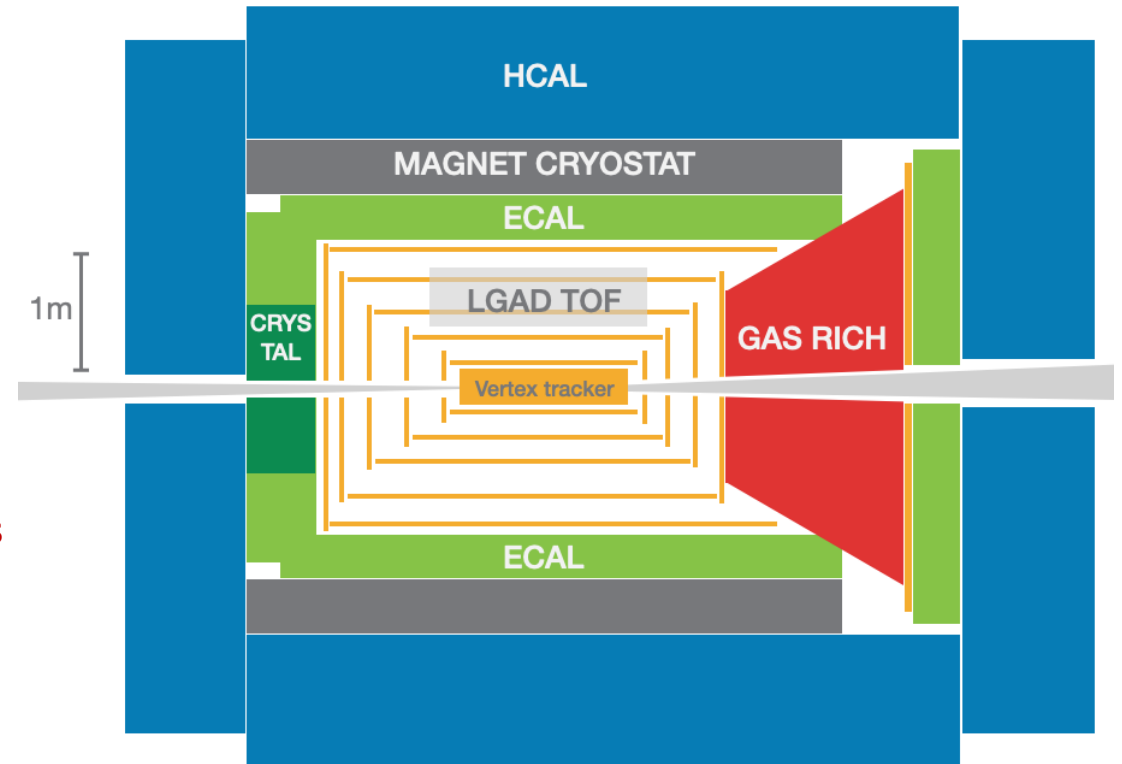 HCAL
MAGNET CRYOSTAT
ECAL
1m
LGAD TOF
CRYS
TAL
GAS RICH
Vertex tracker
ECAL